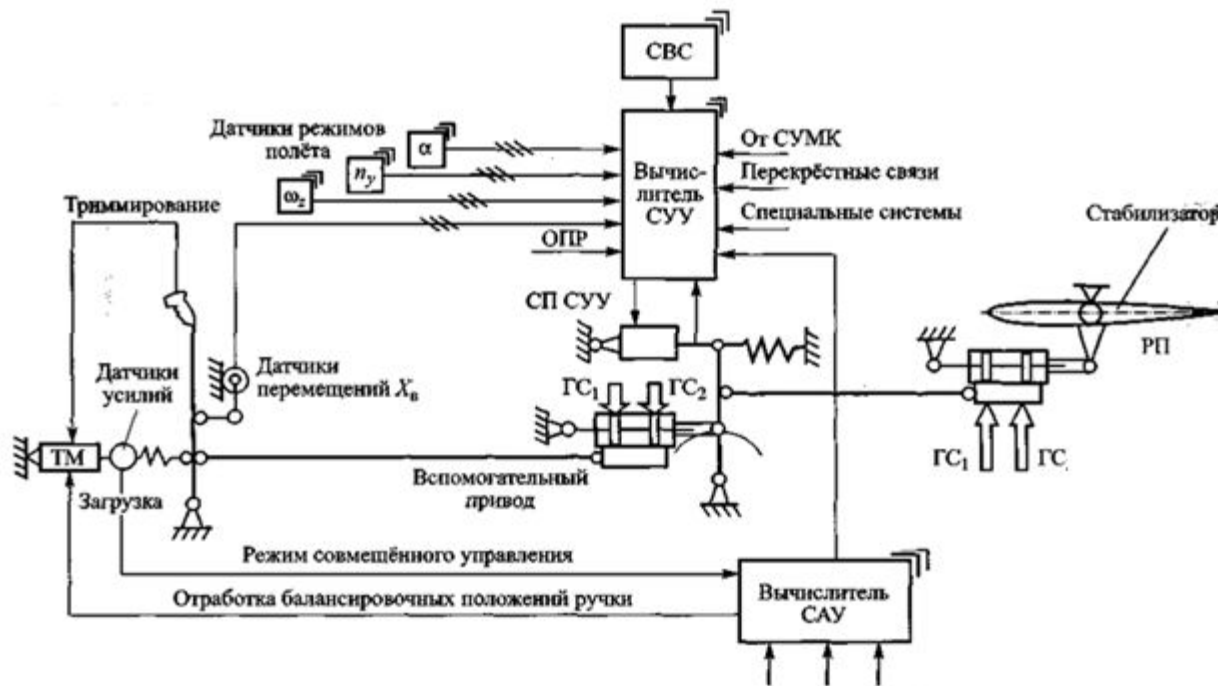 СВС
Датчики режимов
полёта
α
n_y
ω_z
Вычис-
литель
СУУ
От СУМК
Перекрёстные связи
Специальные системы
Стабилизатор
Триммирование
ОПР
СП СУУ
РП
Датчики
усилий
Датчики
перемещений X_в
ГС₁
ГС₂
ТМ
Загрузка
Вспомогательный
привод
ГС₁
ГС
Режим совмещённого управления
Отработка балансировочных положений ручки
Вычислитель
САУ